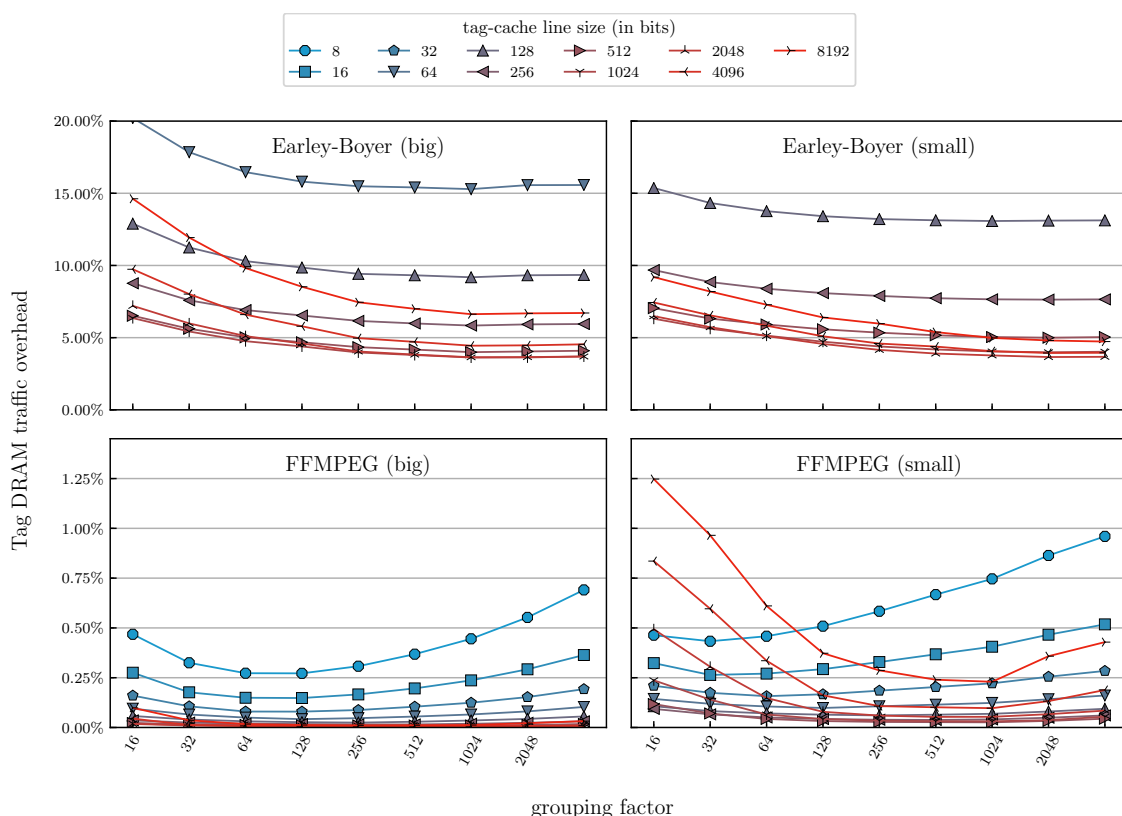 tag-cache line size (in bits)
8 32 128 512 2048 8192
16 64 256 1024 4096
Tag DRAM traffic overhead
Earley-Boyer (big)
Earley-Boyer (small)
20.00%
15.00%
10.00%
5.00%
0.00%
FFMPEG (big)
FFMPEG (small)
1.25%
1.00%
0.75%
0.50%
0.25%
0.00%
16 32 64 128 256 512 1024 2048
16 32 64 128 256 512 1024 2048
grouping factor